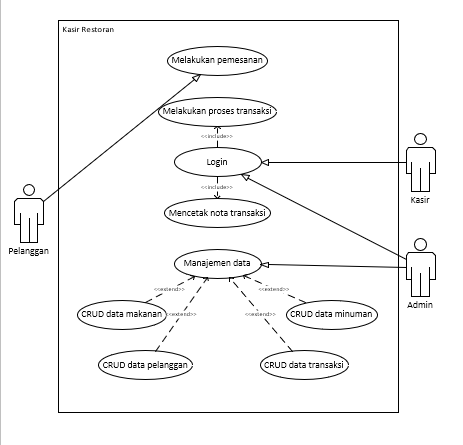 Kasir Restoran
Melakukan pemesanan
Melakukan proses transaksi
<<include>>
Login
<<include>>
Mencetak nota transaksi
Kasir
Pelanggan
Manajemen data
Admin
<<extend>>
<<extend>>
CRUD data makanan
<<extend>>
<<extend>>
CRUD data minuman
CRUD data pelanggan
CRUD data transaksi